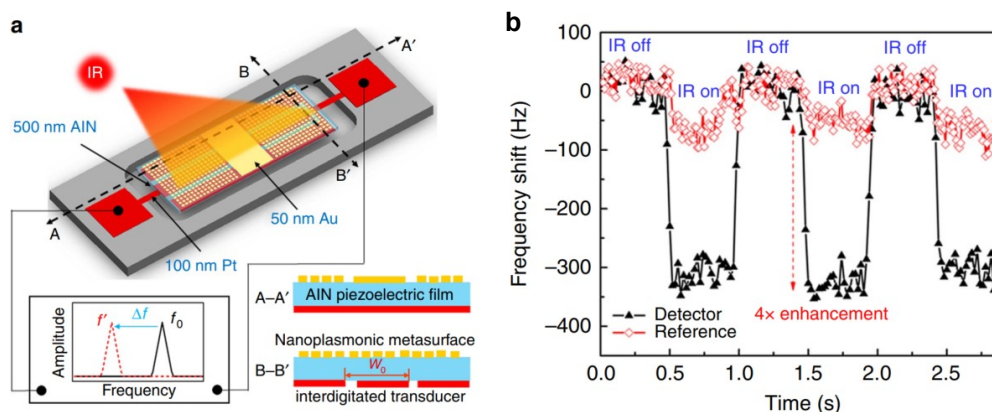 a
IR
A′
B
500 nm AlN
B′
50 nm Au
A
100 nm Pt
A–A′
AlN piezoelectric film
Nanoplasmonic metasurface
B–B′
W0
interdigitated transducer
Amplitude
f′
Δf
f0
Frequency
b
Frequency shift (Hz)
100
0
−100
−200
−300
−400
IR off
IR off
IR off
IR on
IR on
IR on
4× enhancement
Detector
Reference
0.0
0.5
1.0
1.5
2.0
2.5
Time (s)